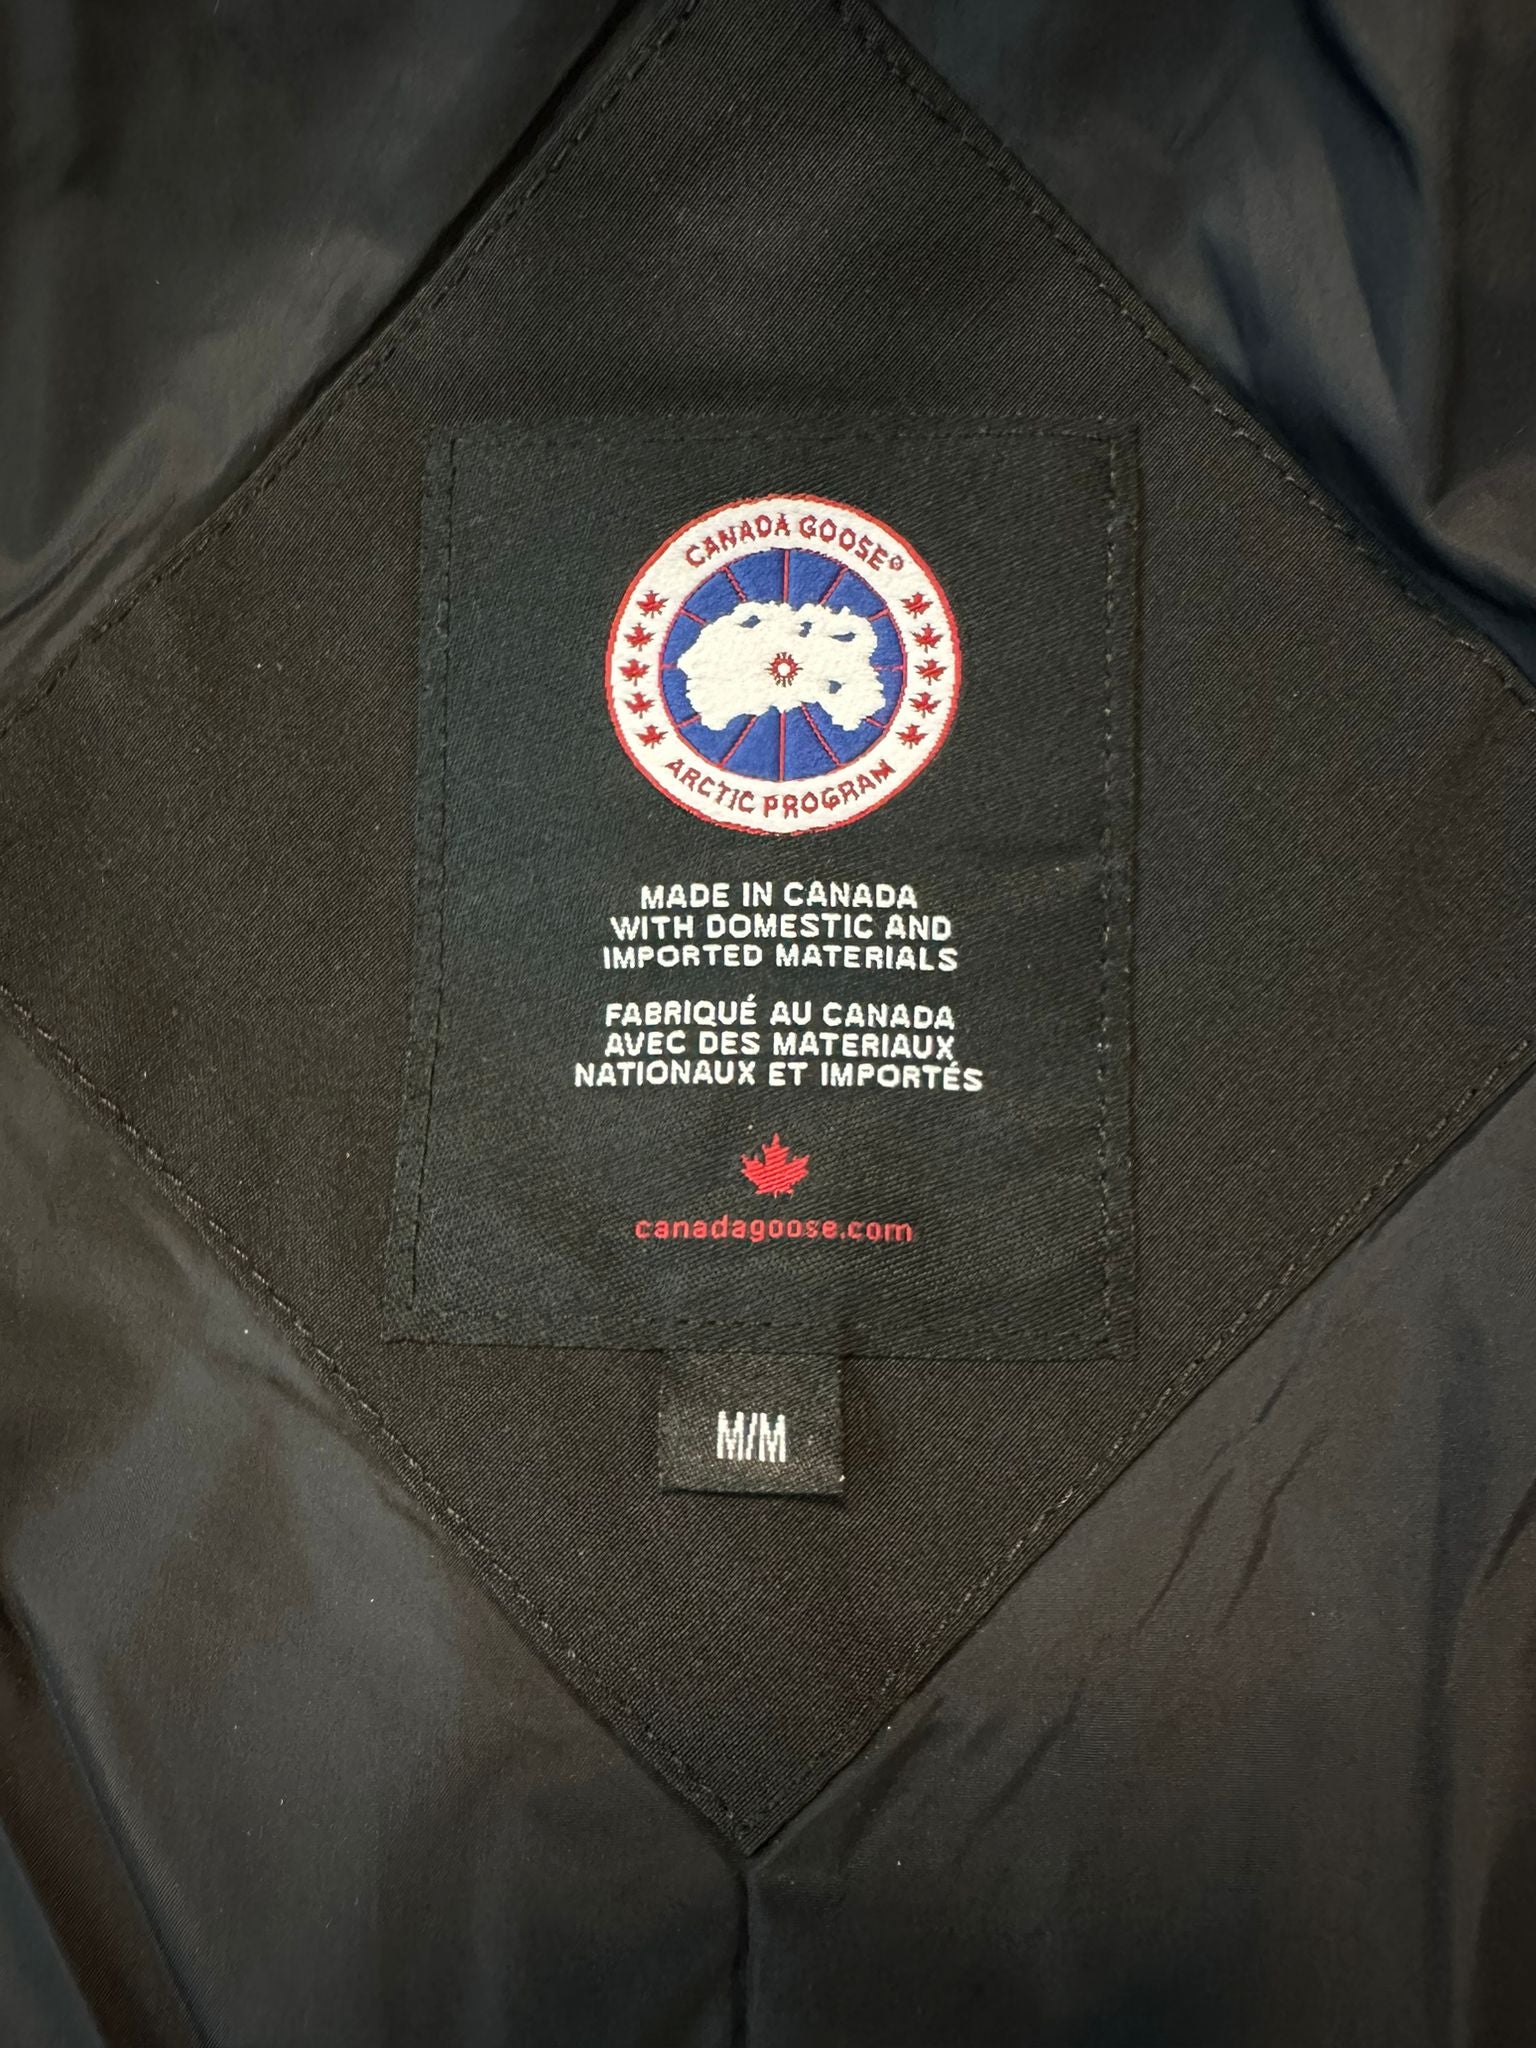 CANADA GOOSE®
ARCTIC PROGRAM
MADE IN CANADA
WITH DOMESTIC AND
IMPORTED MATERIALS
FABRIQUÉ AU CANADA
AVEC DES MATERIAUX
NATIONAUX ET IMPORTÉS
canadagoose.com
M/M